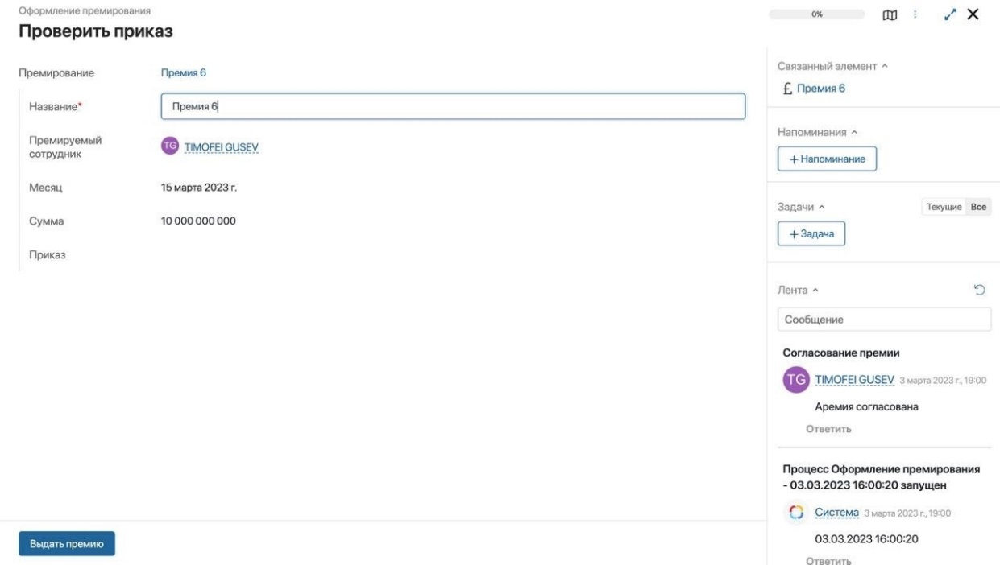 Оформление премирования
Проверить приказ
0%
Премирование Премия 6
Название* Премия 6
Премируемый
сотрудник
TG TIMOFEI GUSEV
Месяц 15 марта 2023 г.
Сумма 10 000 000 000
Приказ
Выдать премию
Связанный элемент
£ Премия 6
Напоминания
+ Напоминание
Задачи Текущие Все
+ Задача
Лента
Сообщение
Согласование премии
TG TIMOFEI GUSEV 3 марта 2023 г., 19:00
Аремия согласована
Ответить
Процесс Оформление премирования
- 03.03.2023 16:00:20 запущен
Система 3 марта 2023 г., 19:00
03.03.2023 16:00:20
Ответить